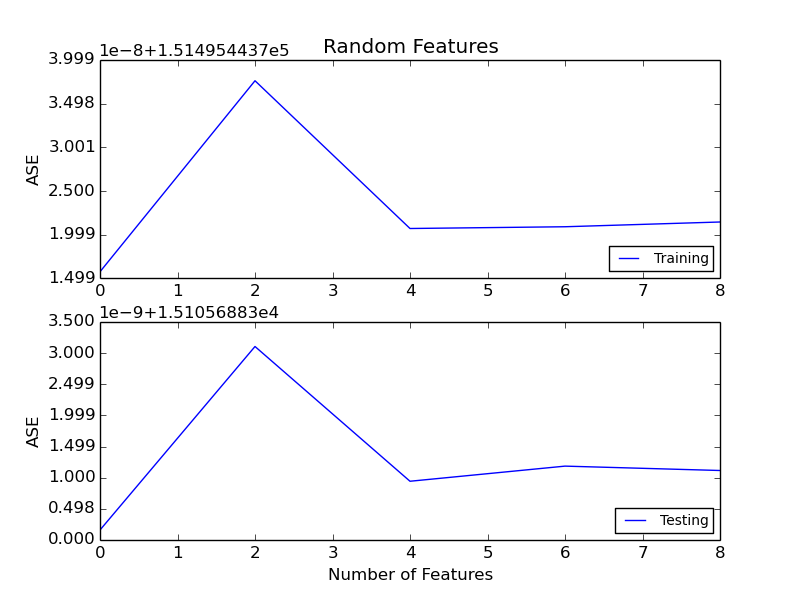 Random Features
1e−8+1.514954437e5
3.999
3.498
3.001
2.500
1.999
1.499
ASE
0 1 2 3 4 5 6 7 8
Training
1e−9+1.51056883e4
3.500
3.000
2.499
1.999
1.499
1.000
0.498
0.000
ASE
0 1 2 3 4 5 6 7 8
Testing
Number of Features